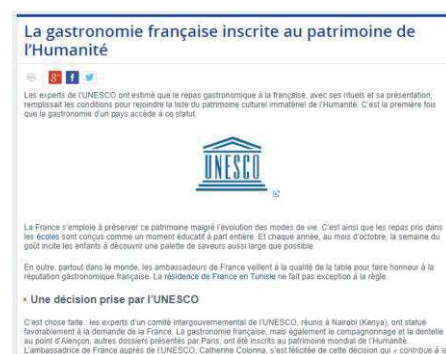 La gastronomie française inscrite au patrimoine de
l'Humanité
Les experts de l'UNESCO ont estimé que le repas gastronomique à la française, avec ses rituels et sa présentation,
remplissait les conditions pour rejoindre la liste du patrimoine culturel immatériel de l'Humanité. C'est la première fois
que la gastronomie d'un pays accède à ce statut.
UNESCO
La France s'emploie à préserver ce patrimoine malgré l'évolution des modes de vie. C'est ainsi que les repas pris dans
les écoles sont conçus comme un moment éducatif à part entière. Et chaque année, au mois d'octobre, la semaine du
goût incite les enfants à découvrir une palette de saveurs aussi large que possible.
En outre, partout dans le monde, les ambassadeurs de France veillent à la qualité de la table pour faire honneur à la
réputation gastronomique française. La résidence de France en Tunisie ne fait pas exception à la règle.
Une décision prise par l'UNESCO
C'est chose faite : les experts d'un comité intergouvernemental de l'UNESCO, réunis à Nairobi (Kenya), ont statué
favorablement à la demande de la France. La gastronomie française, mais également le compagnonnage et la dentelle
au point d'Alençon, autres dossiers présentés par Paris, ont été inscrits au patrimoine mondial de l'Humanité.
L'ambassadrice de France auprès de l'UNESCO, Catherine Colonna, s'est félicitée de cette décision qui « contribue à la